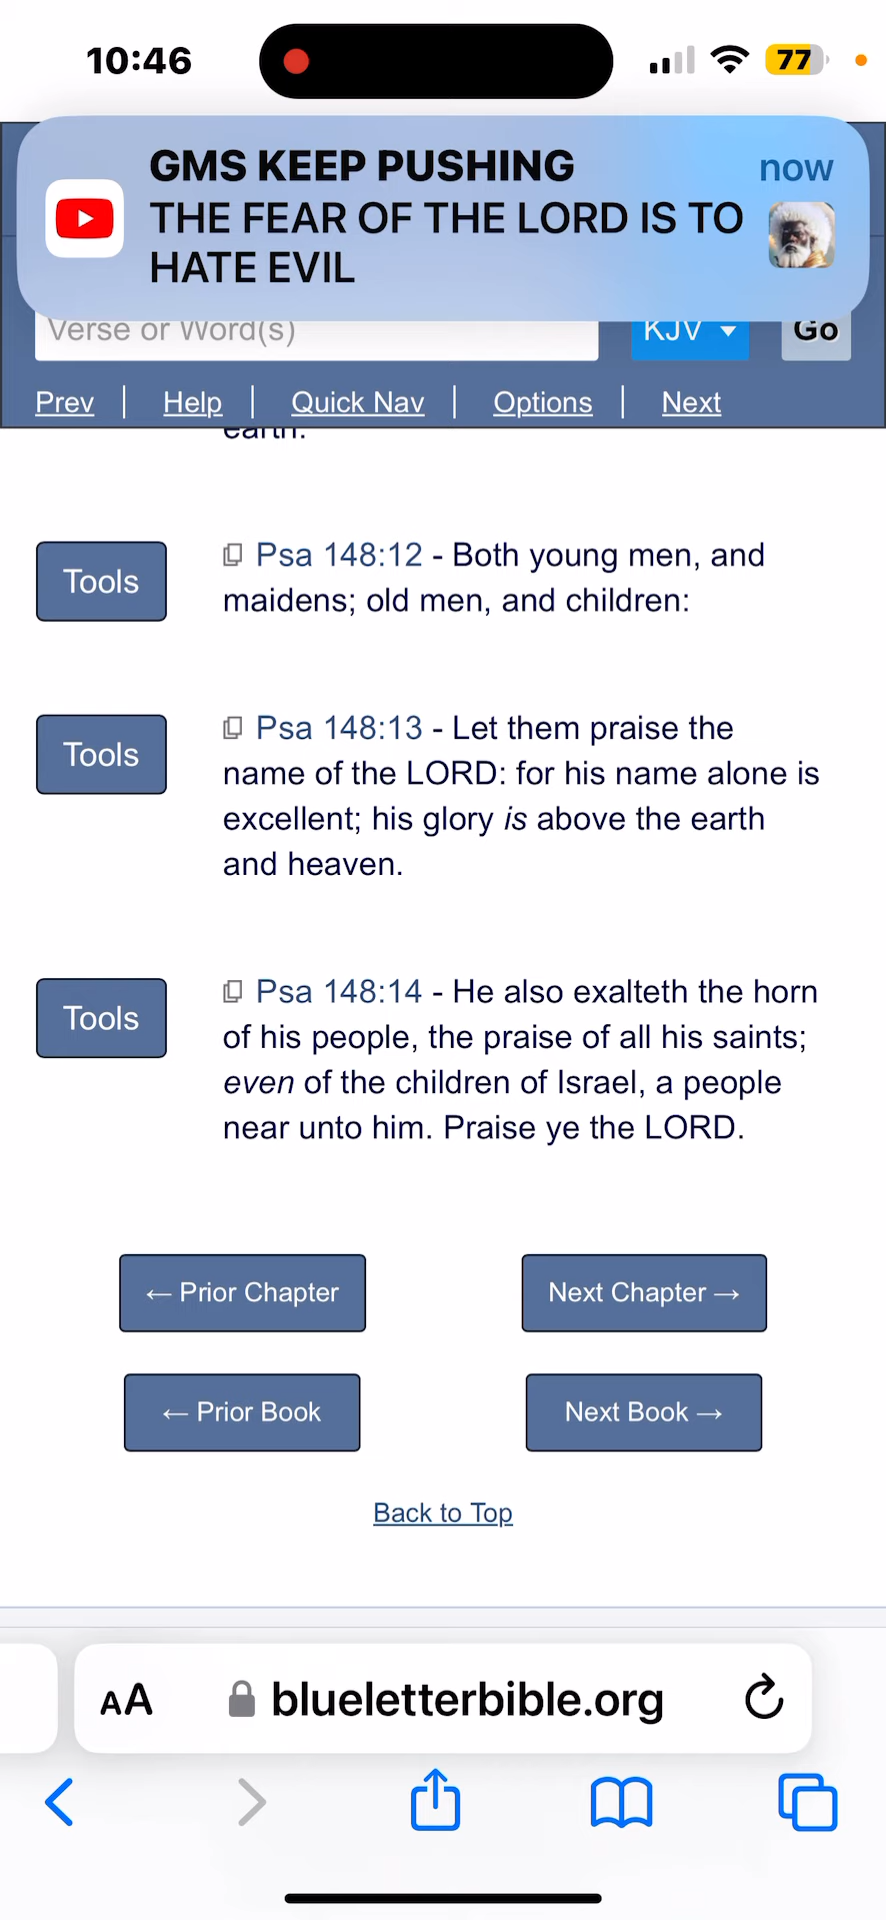 10:46
77
GMS KEEP PUSHING
now
THE FEAR OF THE LORD IS TO
HATE EVIL
Verse or Word(s)
KJV
Go
Prev | Help | Quick Nav | Options | Next
earth:
Tools
Psa 148:12 - Both young men, and
maidens; old men, and children:
Tools
Psa 148:13 - Let them praise the
name of the LORD: for his name alone is
excellent; his glory is above the earth
and heaven.
Tools
Psa 148:14 - He also exalteth the horn
of his people, the praise of all his saints;
even of the children of Israel, a people
near unto him. Praise ye the LORD.
← Prior Chapter
Next Chapter →
← Prior Book
Next Book →
Back to Top
AA
blueletterbible.org